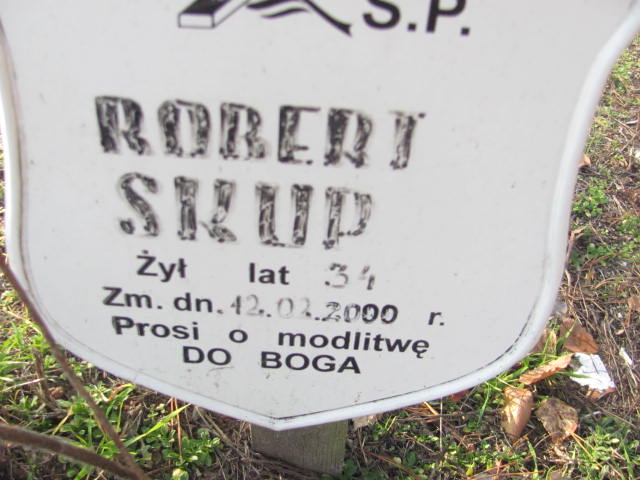 Ś.P.
ROBERT
SKUP
Żył lat 34
Zm. dn. 12.02.2000 r.
Prosi o modlitwę
DO BOGA